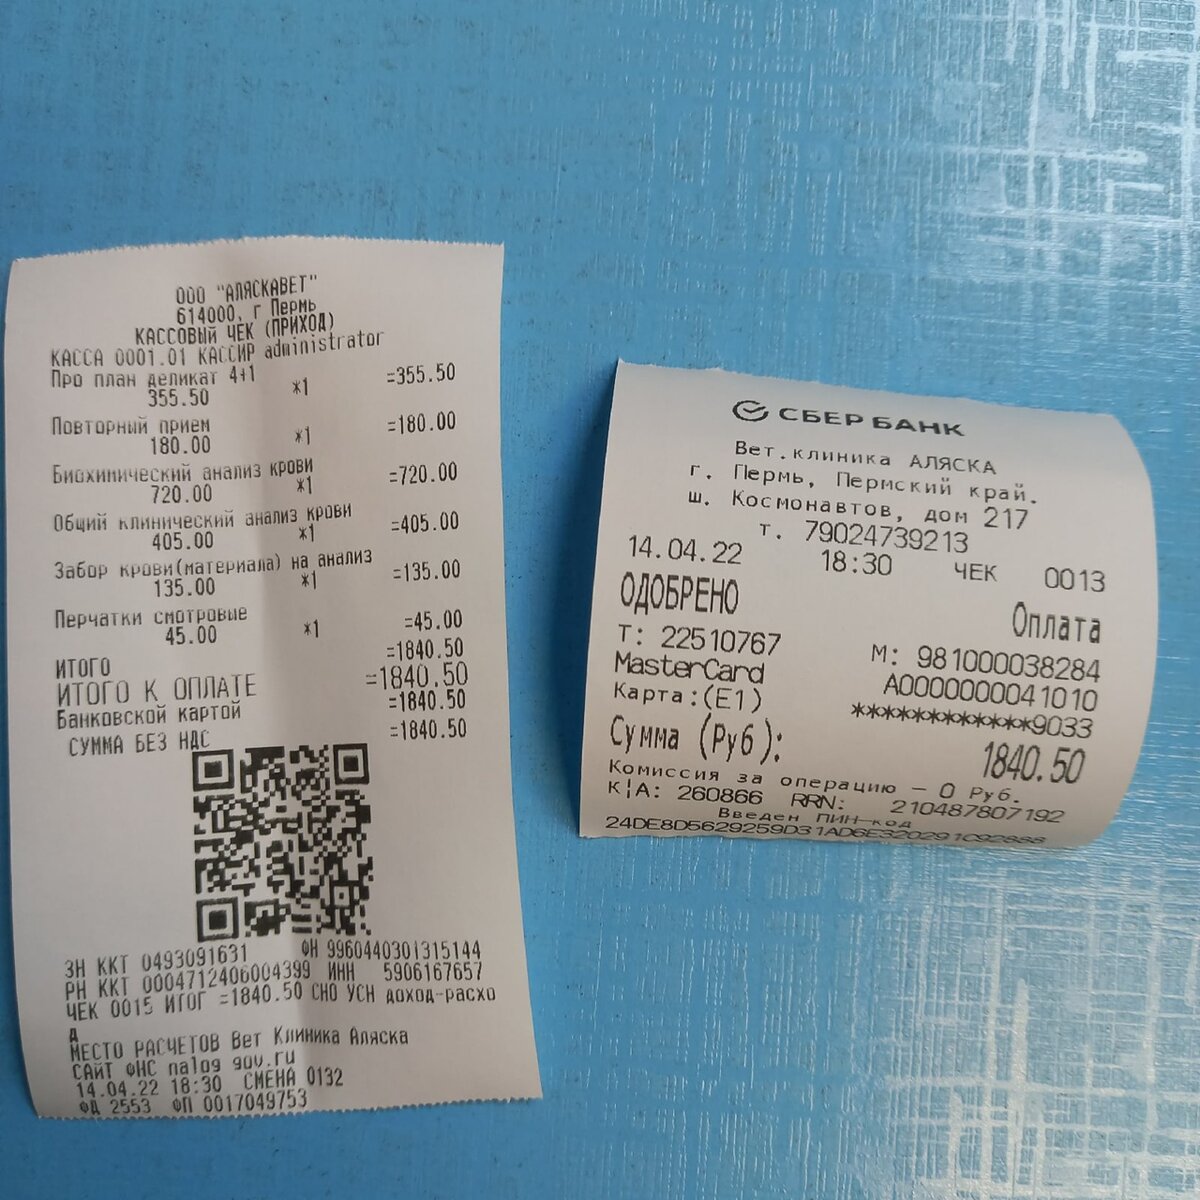 ООО "АЛЯСКАВЕТ"
614000, г Пермь
КАССОВЫЙ ЧЕК (ПРИХОД)
КАССА 0001.01 КАССИР administrator
Про план деликат 4+1
355.50 *1 =355.50
Повторный прием
180.00 *1 =180.00
Биохинический анализ крови
720.00 *1 =720.00
Общий клинический анализ крови
405.00 *1 =405.00
Забор крови(материала) на анализ
135.00 *1 =135.00
Перчатки смотровые
45.00 *1 =45.00
ИТОГО =1840.50
ИТОГО К ОПЛАТЕ =1840.50
Банковской картой =1840.50
СУММА БЕЗ НДС =1840.50
ЗН ККТ 0493091631 ФН 9960440301315144
РН ККТ 0004712406004399 ИНН 5906167657
ЧЕК 0015 ИТОГ =1840.50 СНО УСН доход-расхо
д
МЕСТО РАСЧЕТОВ Вет Клиника Аляска
САЙТ ФНС nalog gov.ru
14.04.22 18:30 СМЕНА 0132
ФД 2553 ФП 0017049753
СБЕР БАНК
Вет.клиника АЛЯСКА
г. Пермь, Пермский край.
ш. Космонавтов, дом 217
т. 79024739213
14.04.22 18:30 ЧЕК 0013
ОДОБРЕНО Оплата
Т: 22510767 М: 981000038284
MasterCard A0000000041010
Карта:(E1) ************9033
Сумма (Руб): 1840.50
Комиссия за операцию – 0 Руб.
К¦А: 260866 RRN: 210487807192
Введен ПИН-код
24DE8D5629259D31AD6E320291C92888